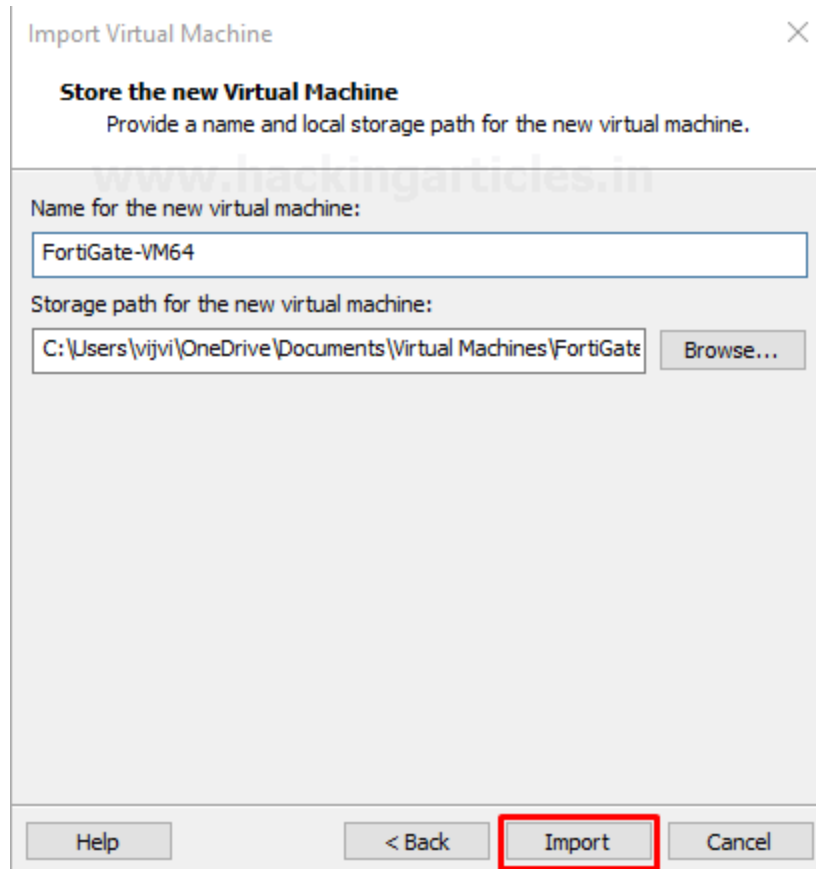 Import Virtual Machine
Store the new Virtual Machine
Provide a name and local storage path for the new virtual machine.
www.hackingarticles.in
Name for the new virtual machine:
FortiGate-VM64
Storage path for the new virtual machine:
C:\Users\vijvi\OneDrive\Documents\Virtual Machines\FortiGate Browse...
Help < Back Import Cancel